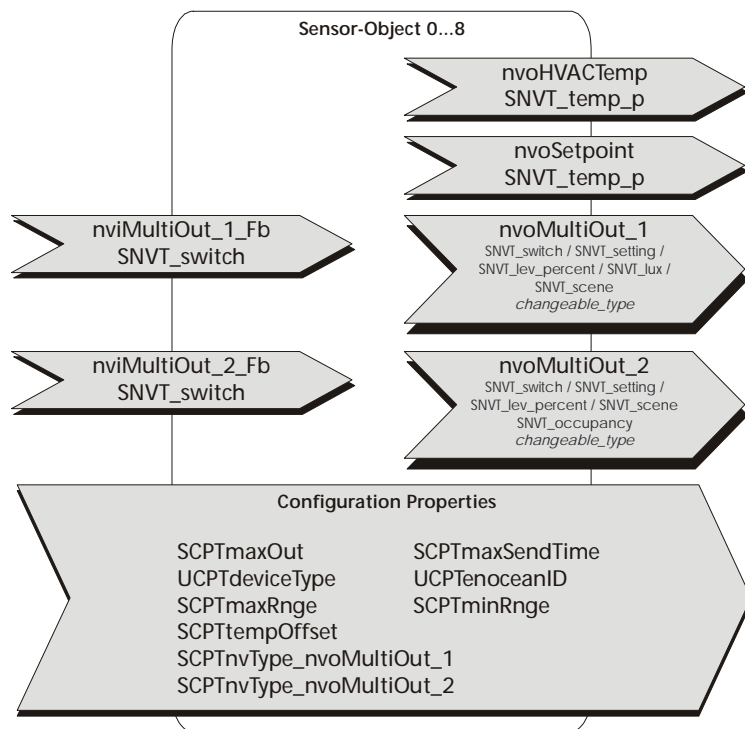 Sensor-Object 0...8
nvoHVACTemp
SNVT_temp_p
nvoSetpoint
SNVT_temp_p
nviMultiOut_1_Fb
SNVT_switch
nvoMultiOut_1
SNVT_switch / SNVT_setting /
SNVT_lev_percent / SNVT_lux /
SNVT_scene
changeable_type
nviMultiOut_2_Fb
SNVT_switch
nvoMultiOut_2
SNVT_switch / SNVT_setting /
SNVT_lev_percent / SNVT_scene
SNVT_occupancy
changeable_type
Configuration Properties
SCPTmaxOut
UCPTdeviceType
SCPTmaxRnge
SCPTtempOffset
SCPTnvType_nvoMultiOut_1
SCPTnvType_nvoMultiOut_2
SCPTmaxSendTime
UCPTenoceanID
SCPTminRnge